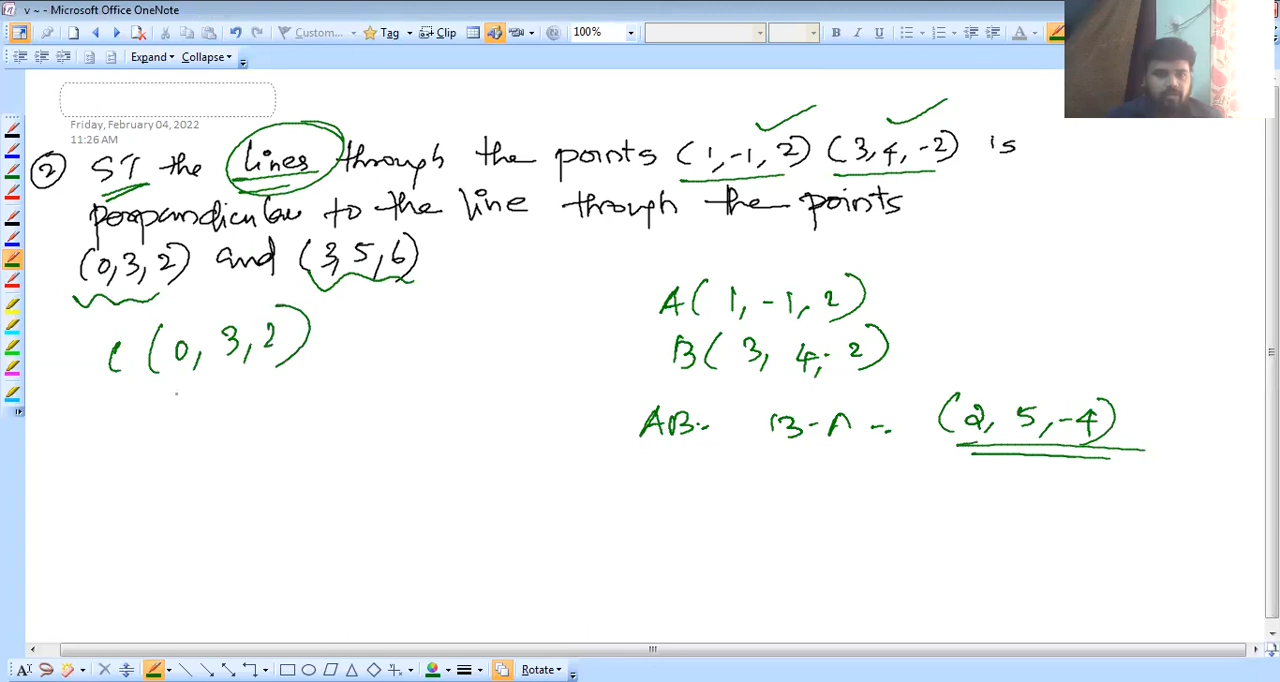 v ~ - Microsoft Office OneNote
Custom... Tag Clip 100% B I U A
Expand Collapse
Friday, February 04, 2022
11:26 AM
② ST the lines through the points (1,-1,2) (3,4,-2) is
perpendicular to the line through the points
(0,3,2) and (3,5,6)
A(1, -1, 2)
C (0, 3, 2)
B(3, 4, -2)
AB = B-A = (2, 5, -4)
Rotate